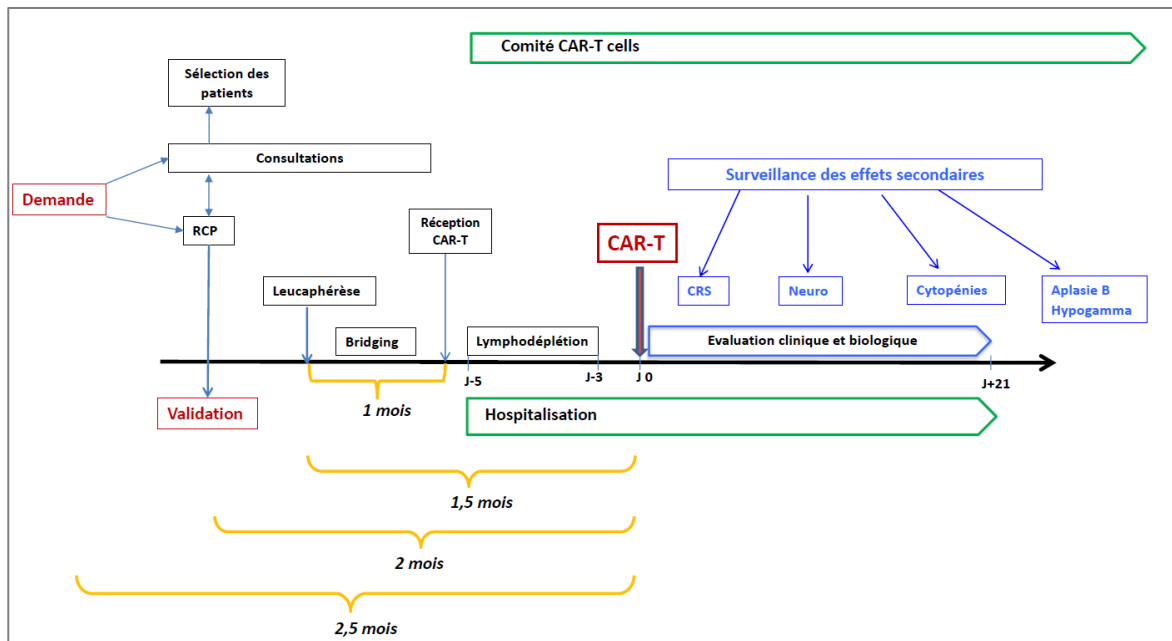 Comité CAR-T cells
Sélection des
patients
Consultations
Demande
RCP
Réception
CAR-T
Surveillance des effets secondaires
CAR-T
CRS
Neuro
Cytopénies
Aplasie B
Hypogamma
Leucaphérèse
Bridging
Lymphodéplétion
Evaluation clinique et biologique
J-5
J-3
J 0
J+21
Validation
1 mois
Hospitalisation
1,5 mois
2 mois
2,5 mois